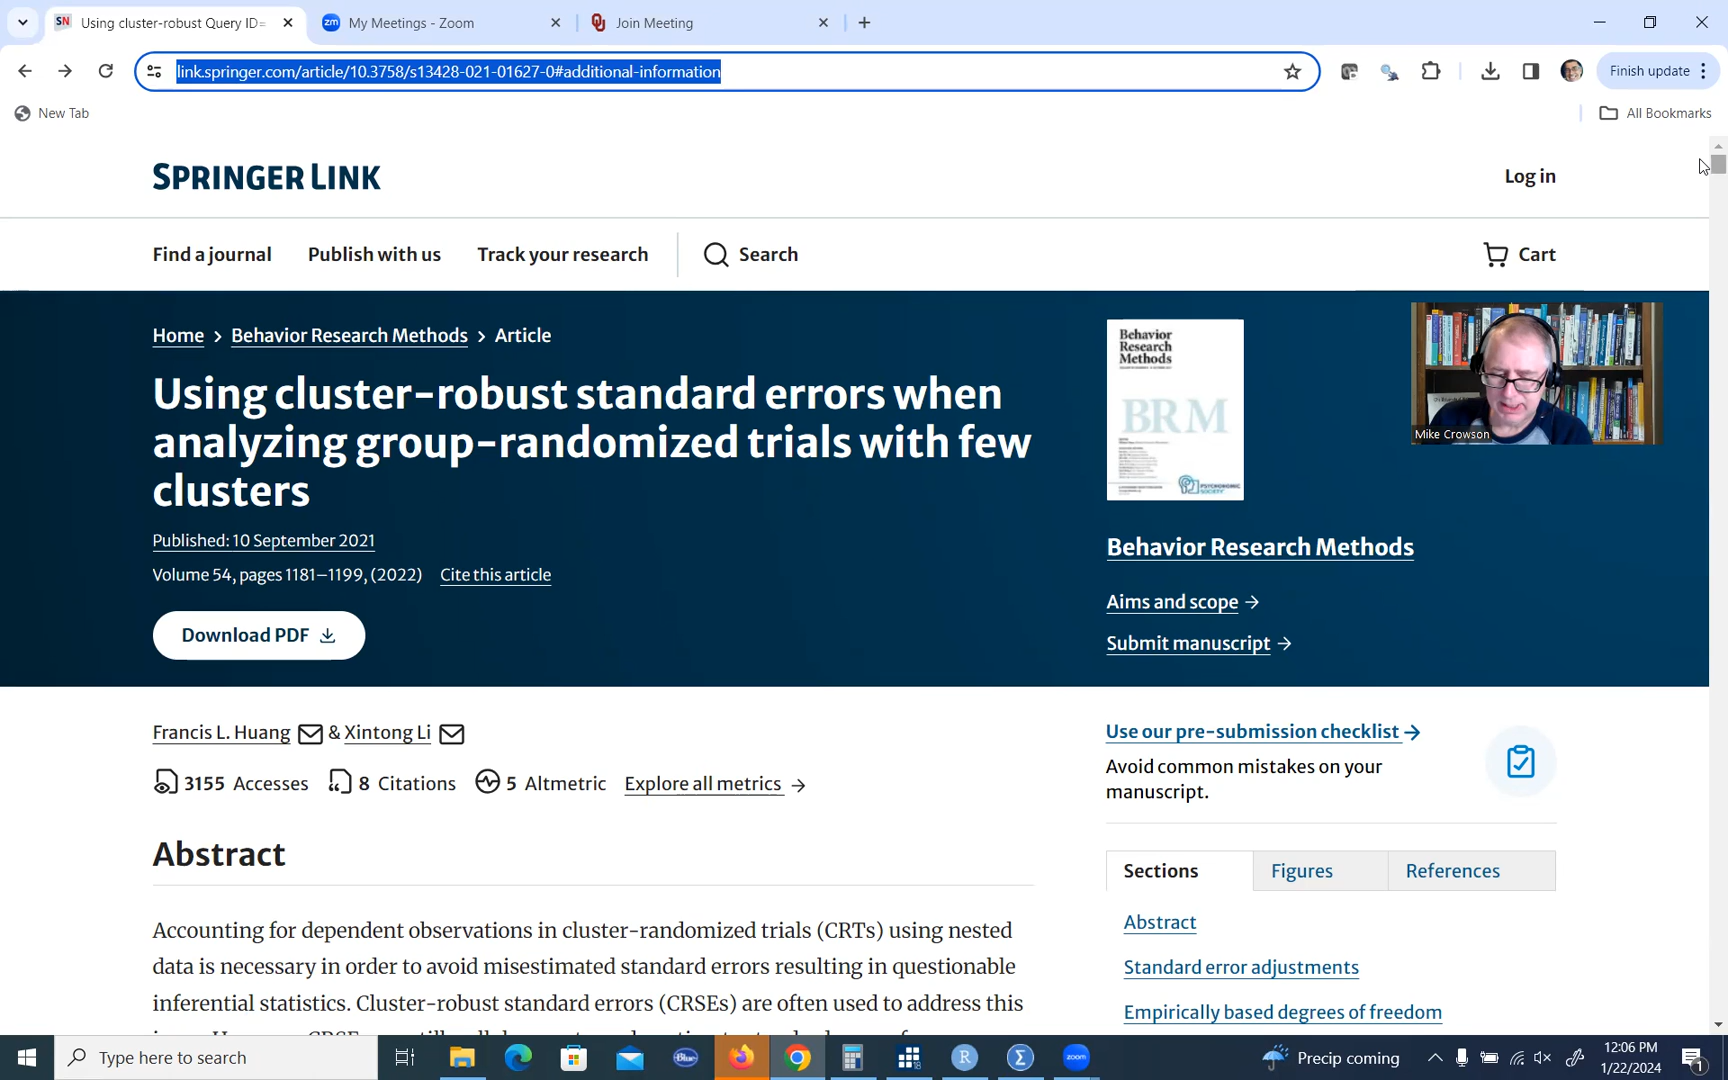 Using cluster-robust Query ID=
My Meetings - Zoom
Join Meeting
link.springer.com/article/10.3758/s13428-021-01627-0#additional-information
Finish update
New Tab
All Bookmarks
SPRINGER LINK
Log in
Find a journal
Publish with us
Track your research
Search
Cart
Home > Behavior Research Methods > Article
Using cluster-robust standard errors when
analyzing group-randomized trials with few
clusters
Published: 10 September 2021
Volume 54, pages 1181–1199, (2022)
Cite this article
Download PDF
Behavior
Research
Methods
BRM
Mike Crowson
Behavior Research Methods
Aims and scope →
Submit manuscript →
Francis L. Huang & Xintong Li
3155 Accesses
8 Citations
5 Altmetric
Explore all metrics →
Use our pre-submission checklist →
Avoid common mistakes on your
manuscript.
Abstract
Accounting for dependent observations in cluster-randomized trials (CRTs) using nested
data is necessary in order to avoid misestimated standard errors resulting in questionable
inferential statistics. Cluster-robust standard errors (CRSEs) are often used to address this
Sections
Figures
References
Abstract
Standard error adjustments
Empirically based degrees of freedom
Type here to search
Precip coming
12:06 PM
1/22/2024